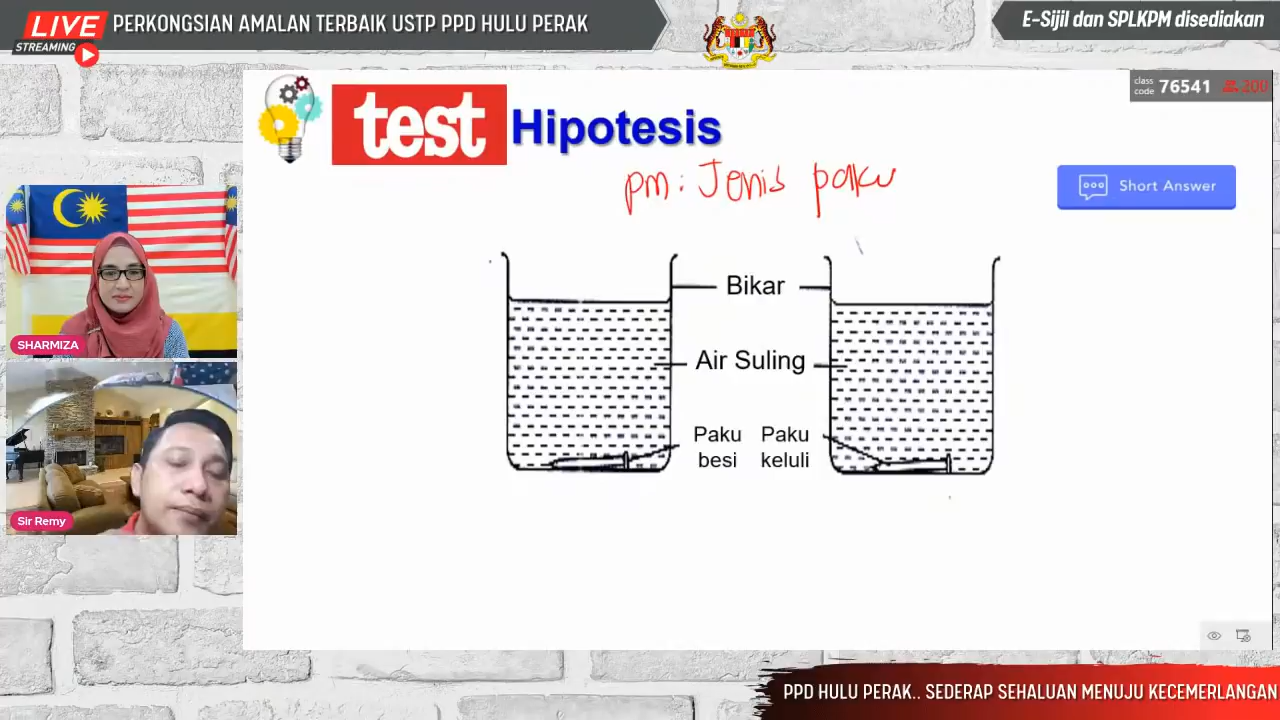 LIVE
STREAMING
PERKONGSIAN AMALAN TERBAIK USTP PPD HULU PERAK
E-Sijil dan SPLKPM disediakan
class code 76541 200
test Hipotesis
pm: Jenis paku
Short Answer
Bikar
Air Suling
Paku besi
Paku keluli
SHARMIZA
Sir Remy
PPD HULU PERAK.. SEDERAP SEHALUAN MENUJU KECEMERLANGAN